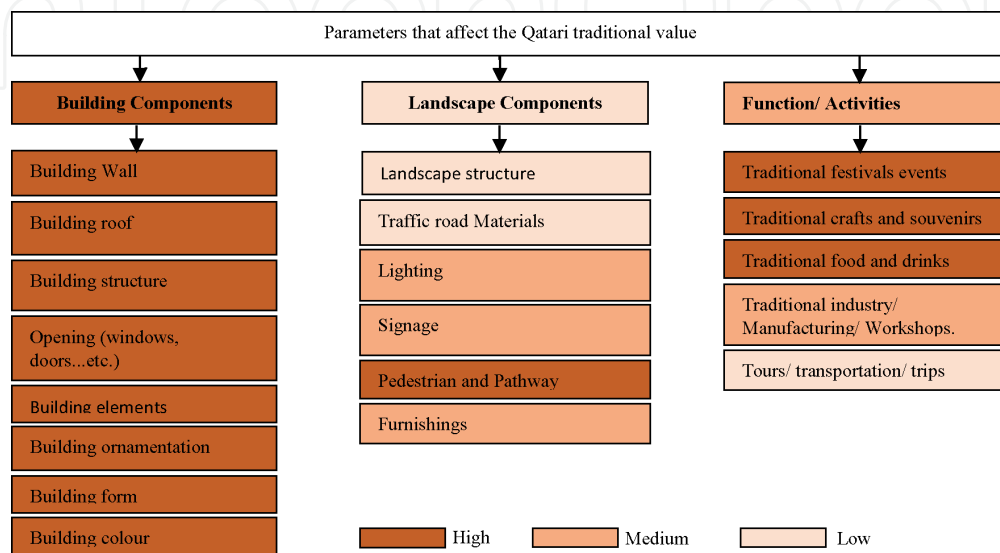 Parameters that affect the Qatari traditional value
Building Components
Building Wall
Building roof
Building structure
Opening (windows,
doors...etc.)
Building elements
Building ornamentation
Building form
Building colour
Landscape Components
Landscape structure
Traffic road Materials
Lighting
Signage
Pedestrian and Pathway
Furnishings
Function/ Activities
Traditional festivals events
Traditional crafts and souvenirs
Traditional food and drinks
Traditional industry/
Manufacturing/ Workshops.
Tours/ transportation/ trips
High
Medium
Low